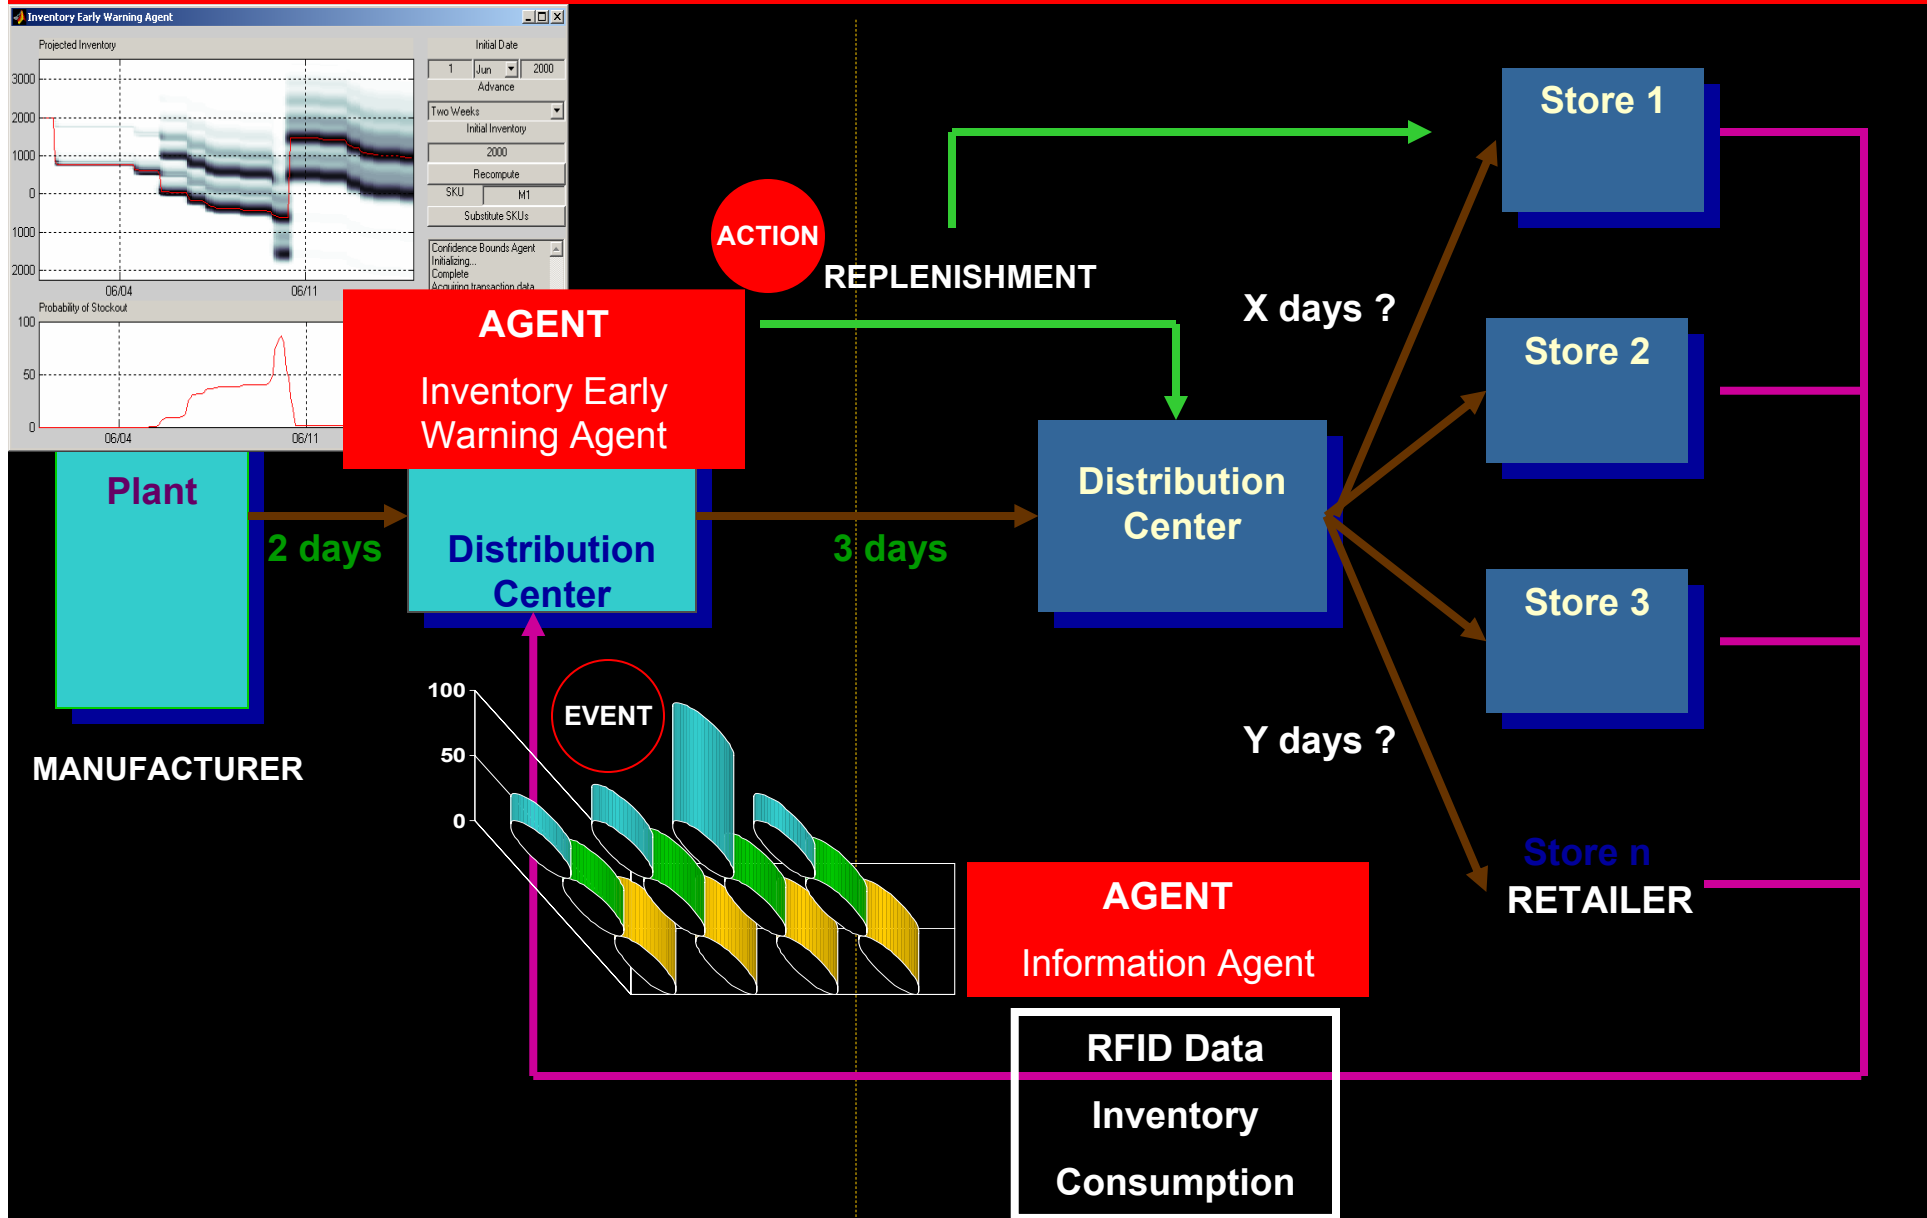 Inventory Early Warning Agent
Projected Inventory
3000
2000
1000
0
1000
2000
06/04
06/11
Probability of Stockout
100
50
0
06/04
06/11
Initial Date
1
Jun
2000
Advance
Two Weeks
Initial Inventory
2000
Recompute
SKU
M1
Substitute SKUs
Confidence Bounds Agent
Initializing...
Complete
Acquiring transaction data
AGENT
Inventory Early
Warning Agent
ACTION
REPLENISHMENT
X days ?
Store 1
Store 2
Store 3
Store n
RETAILER
Y days ?
Plant
2 days
Distribution
Center
3 days
Distribution
Center
MANUFACTURER
EVENT
100
50
0
AGENT
Information Agent
RFID Data
Inventory
Consumption